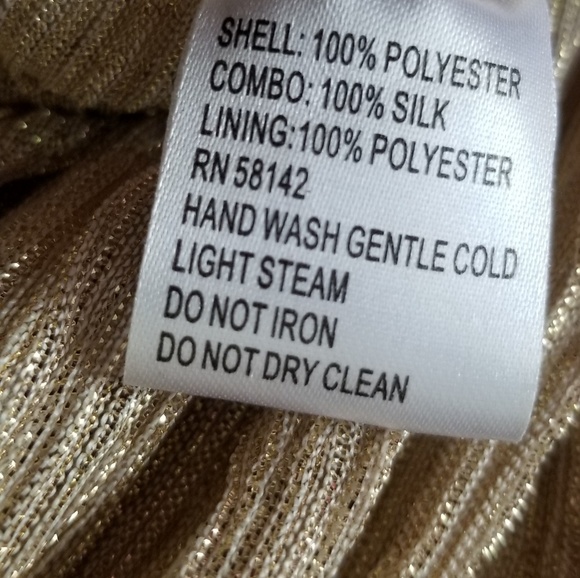 SHELL: 100% POLYESTER
COMBO: 100% SILK
LINING:100% POLYESTER
RN 58142
HAND WASH GENTLE COLD
LIGHT STEAM
DO NOT IRON
DO NOT DRY CLEAN